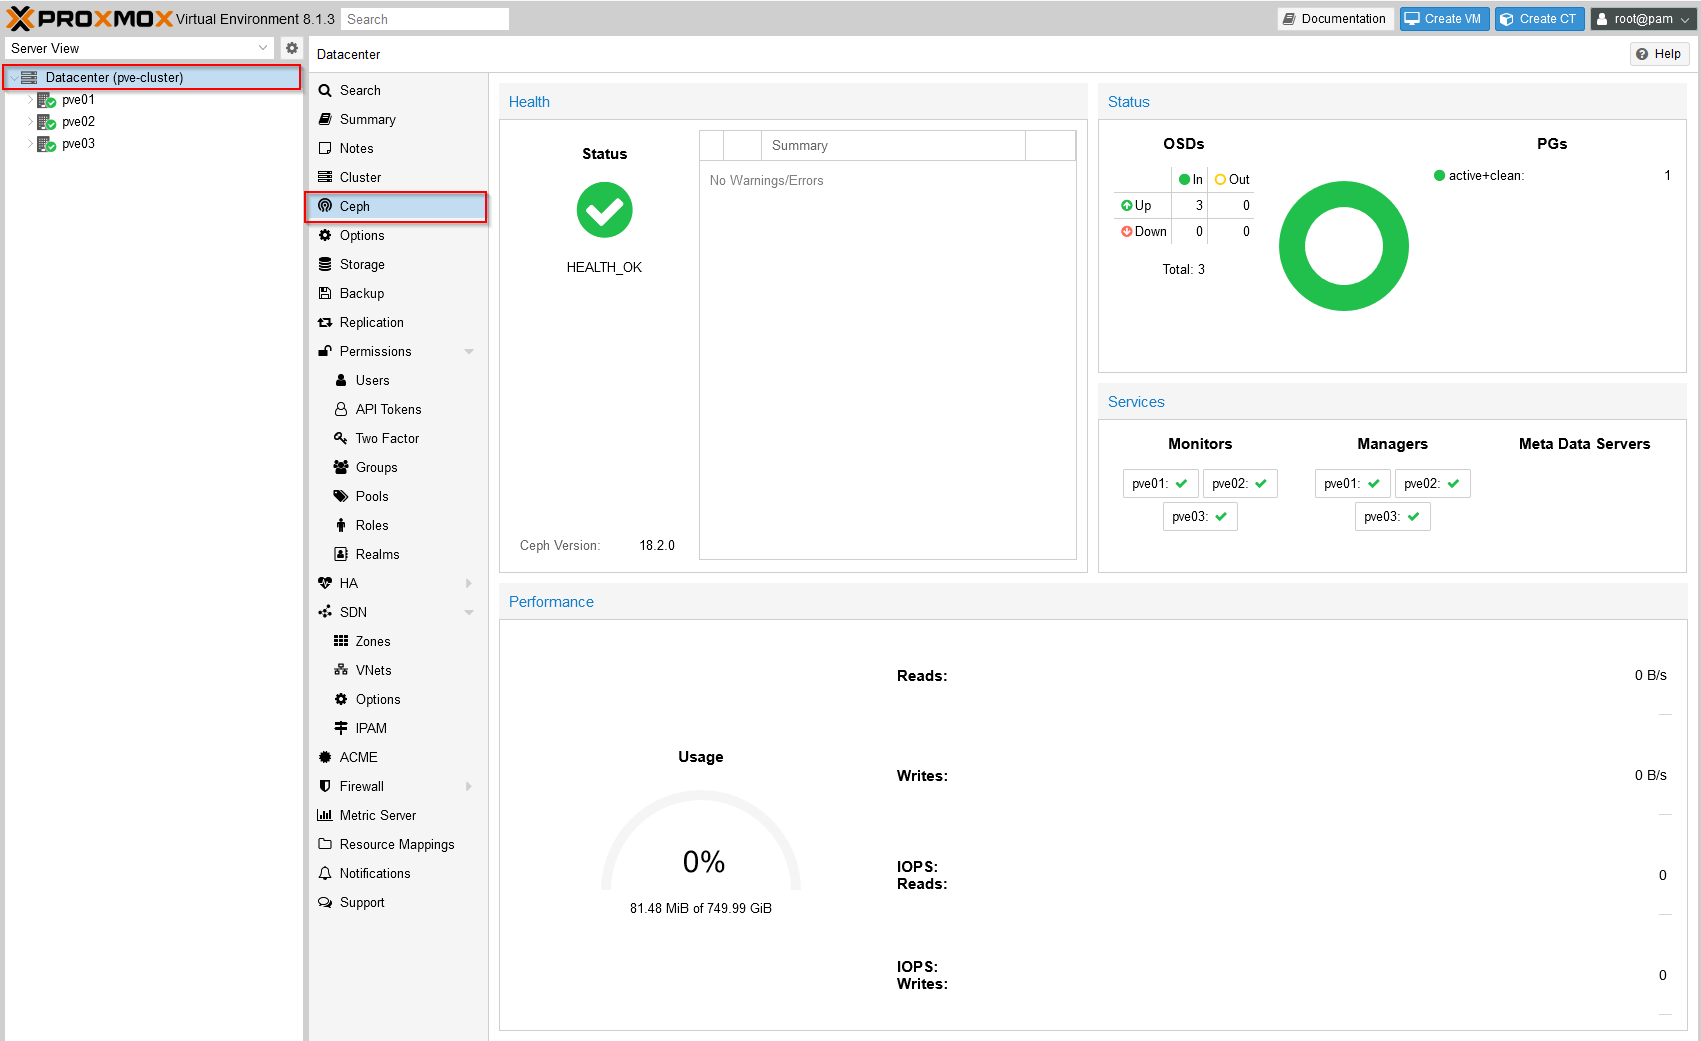 PROXMOX Virtual Environment 8.1.3 Search Documentation Create VM Create CT root@pam
Server View
Datacenter (pve-cluster)
pve01
pve02
pve03
Datacenter Help
Search
Summary
Notes
Cluster
Ceph
Options
Storage
Backup
Replication
Permissions
Users
API Tokens
Two Factor
Groups
Pools
Roles
Realms
HA
SDN
Zones
VNets
Options
IPAM
ACME
Firewall
Metric Server
Resource Mappings
Notifications
Support
Health
Status
HEALTH_OK
Summary
No Warnings/Errors
Ceph Version: 18.2.0
Status
OSDs
In Out
Up 3 0
Down 0 0
Total: 3
PGs
active+clean: 1
Services
Monitors
pve01: pve02:
pve03:
Managers
pve01: pve02:
pve03:
Meta Data Servers
Performance
Usage
0%
81.48 MiB of 749.99 GiB
Reads: 0 B/s
Writes: 0 B/s
IOPS:
Reads: 0
IOPS:
Writes: 0